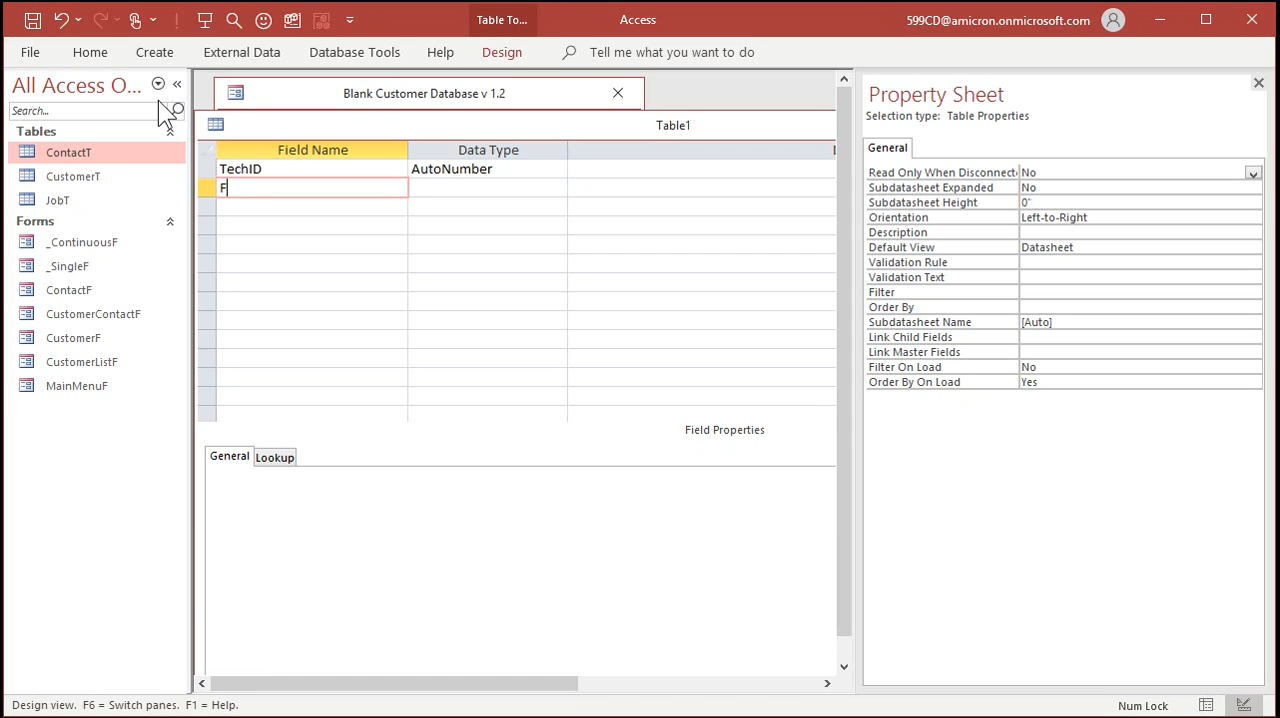 Table To...
Access
599CD@amicron.onmicrosoft.com
File
Home
Create
External Data
Database Tools
Help
Design
Tell me what you want to do
All Access O...
Search...
Tables
ContactT
CustomerT
JobT
Forms
_ContinuousF
_SingleF
ContactF
CustomerContactF
CustomerF
CustomerListF
MainMenuF
Blank Customer Database v 1.2
Table1
Field Name
Data Type
D
TechID
AutoNumber
F
Field Properties
General
Lookup
Property Sheet
Selection type: Table Properties
General
Read Only When Disconnect No
Subdatasheet Expanded No
Subdatasheet Height 0"
Orientation Left-to-Right
Description
Default View Datasheet
Validation Rule
Validation Text
Filter
Order By
Subdatasheet Name [Auto]
Link Child Fields
Link Master Fields
Filter On Load No
Order By On Load Yes
Design view. F6 = Switch panes. F1 = Help.
Num Lock